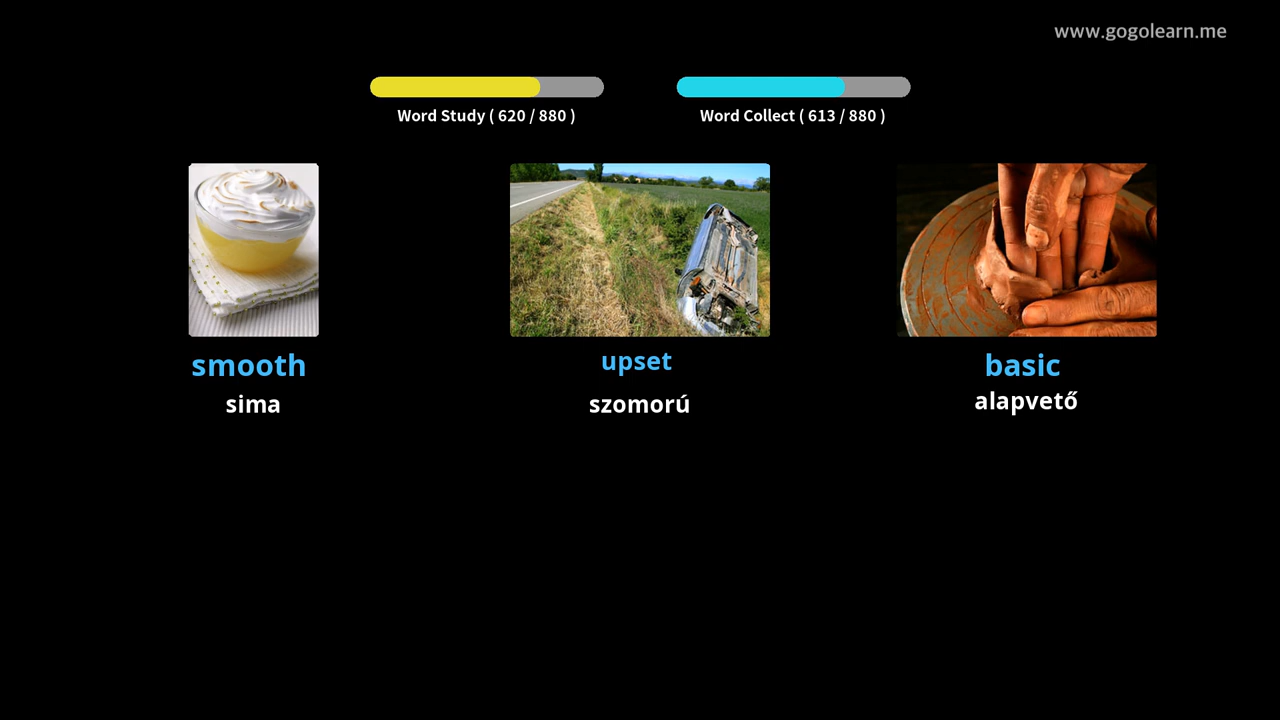 www.gogolearn.me
Word Study ( 620 / 880 )
Word Collect ( 613 / 880 )
smooth
sima
upset
szomorú
basic
alapvető